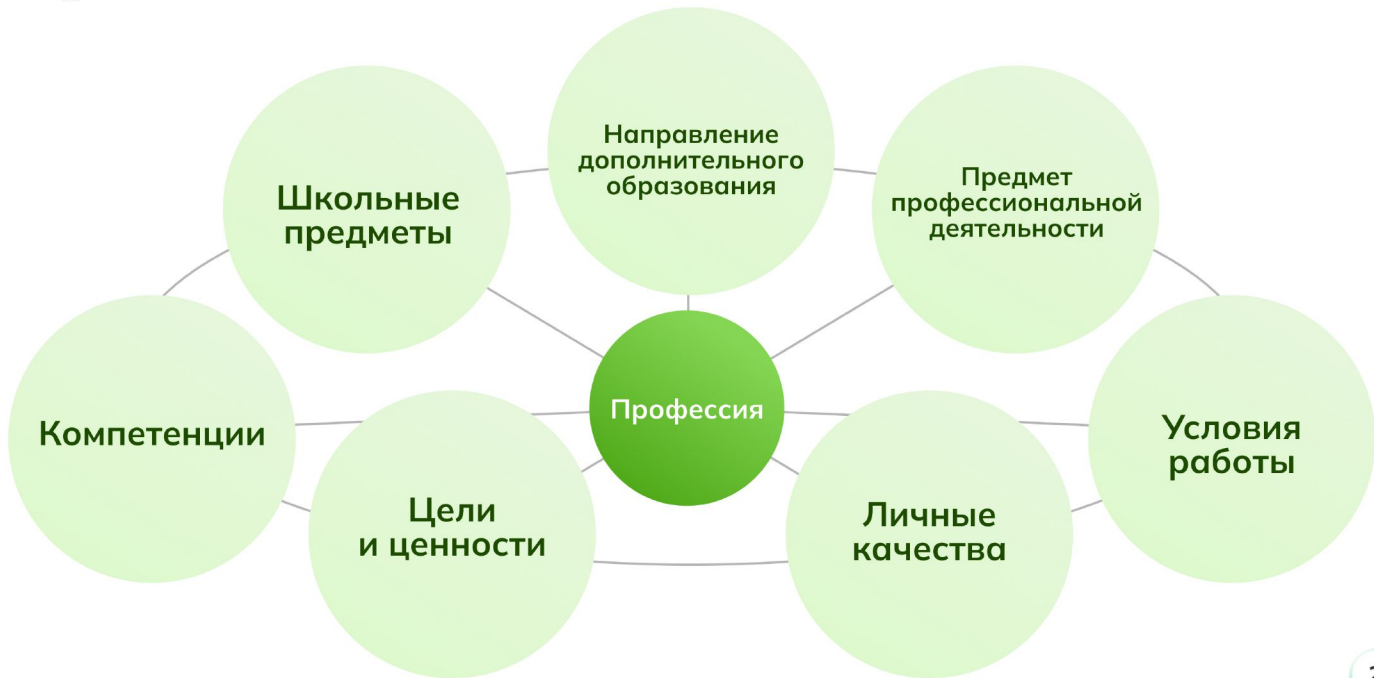 Направление
дополнительного
образования
Школьные
предметы
Предмет
профессиональной
деятельности
Профессия
Компетенции
Условия
работы
Цели
и ценности
Личные
качества